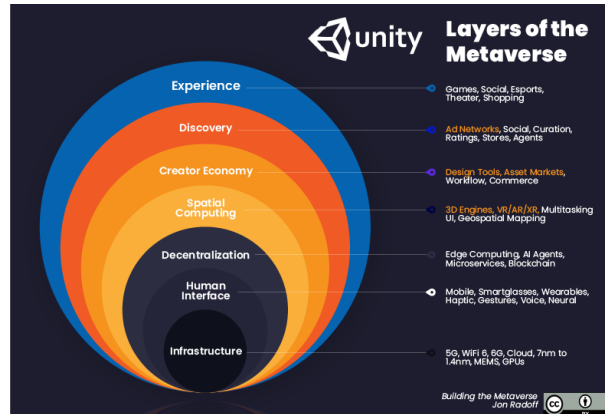 unity
Layers of the
Metaverse
Experience
Games, Social, Esports,
Theater, Shopping
Discovery
Ad Networks, Social, Curation,
Ratings, Stores, Agents
Creator Economy
Design Tools, Asset Markets,
Workflow, Commerce
Spatial
Computing
3D Engines, VR/AR/XR, Multitasking
UI, Geospatial Mapping
Decentralization
Edge Computing, AI Agents,
Microservices, Blockchain
Human
Interface
Mobile, Smartglasses, Wearables,
Haptic, Gestures, Voice, Neural
Infrastructure
5G, WiFi 6, 6G, Cloud, 7nm to
1.4nm, MEMS, GPUs
Building the Metaverse
Jon Radoff
cc
BY